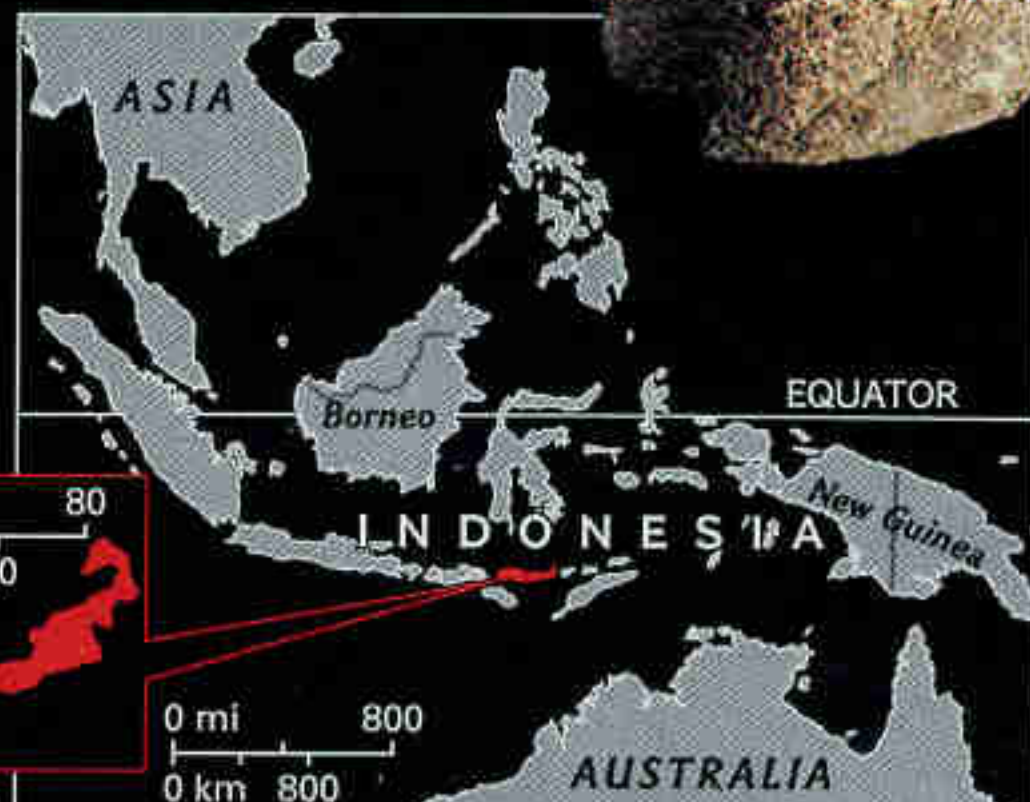 ASIA
EQUATOR
Borneo
New Guinea
INDONESIA
80
0
0 mi 800
0 km 800
AUSTRALIA